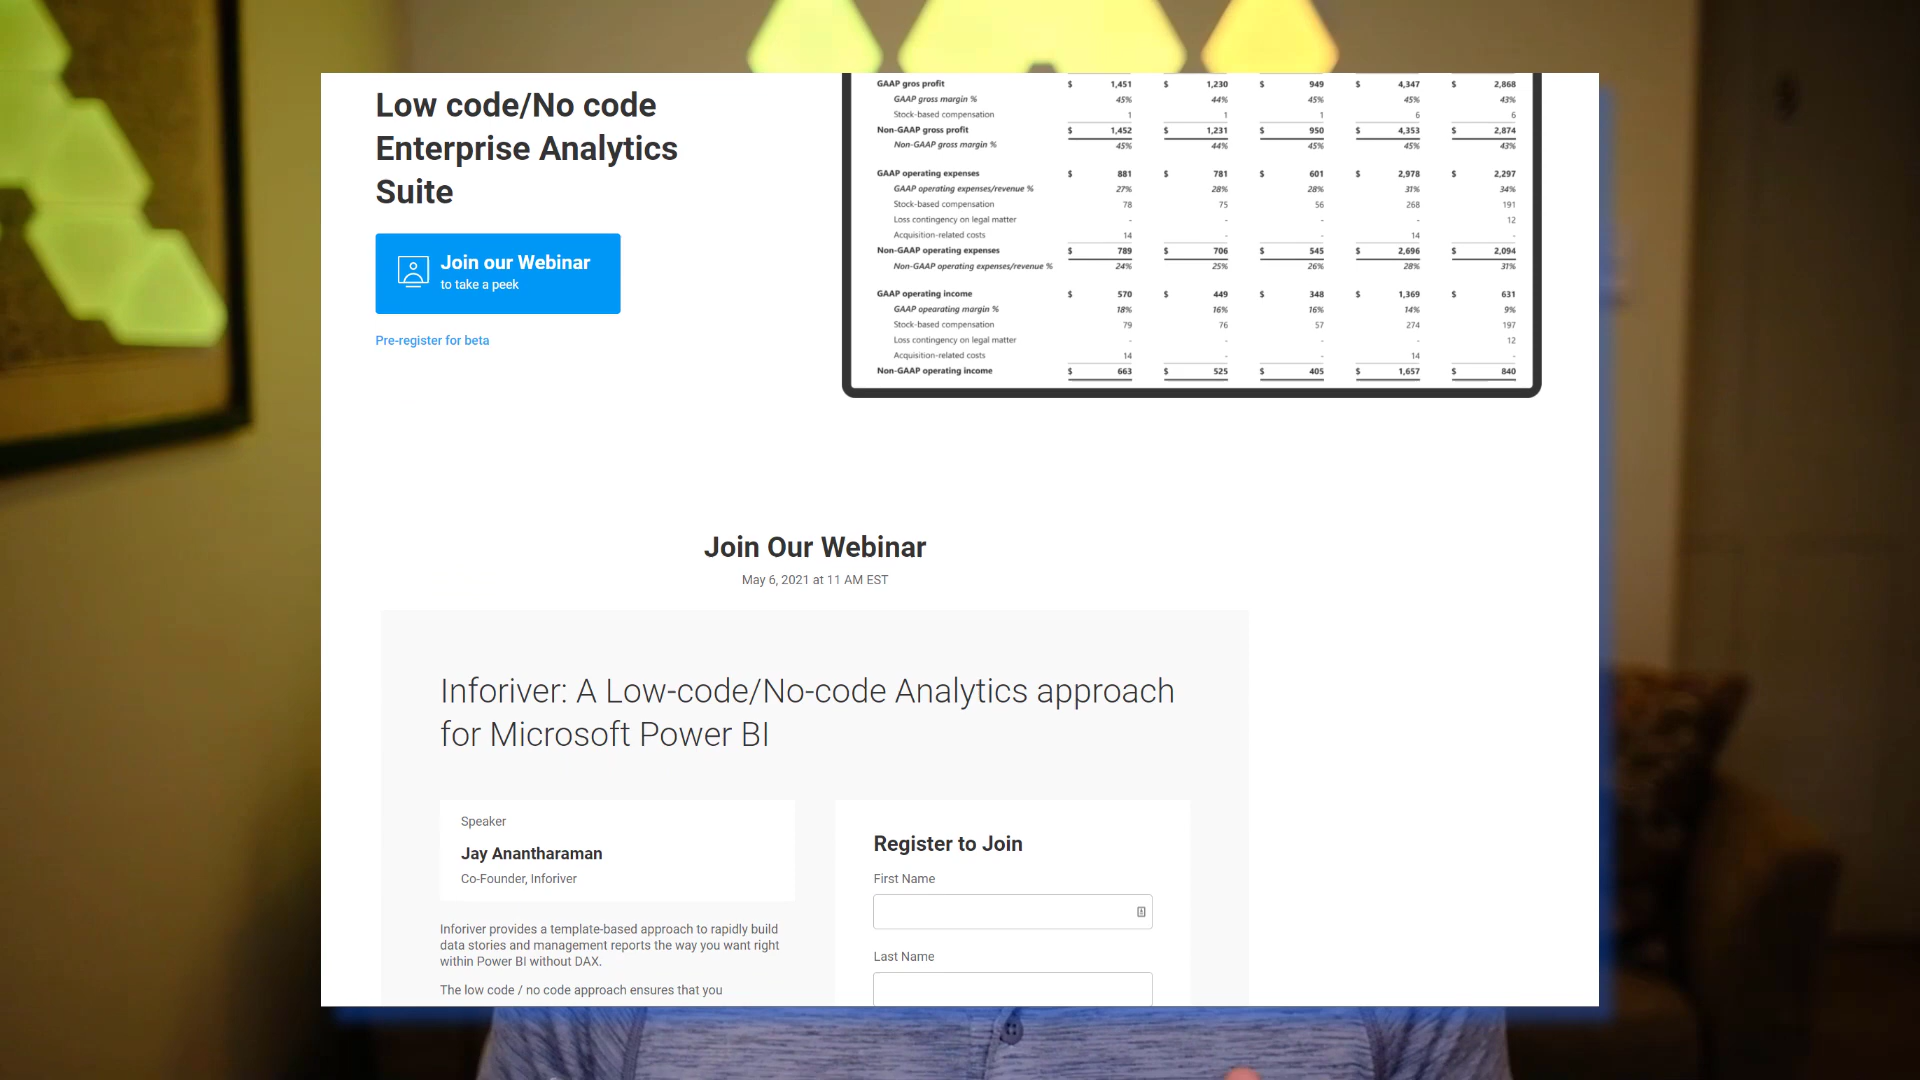 Low code/No code
Enterprise Analytics
Suite
Join our Webinar
to take a peek
Pre-register for beta
GAAP gros profit $ 1,451 $ 1,230 $ 949 $ 4,347 $ 2,868
GAAP gross margin % 45% 44% 45% 45% 43%
Stock-based compensation 1 1 1 6 6
Non-GAAP gross profit $ 1,452 $ 1,231 $ 950 $ 4,353 $ 2,874
Non-GAAP gross margin % 45% 44% 45% 45% 43%
GAAP operating expenses $ 881 $ 781 $ 601 $ 2,978 $ 2,297
GAAP operating expenses/revenue % 27% 28% 28% 31% 34%
Stock-based compensation 78 75 56 268 191
Loss contingency on legal matter - - - - 12
Acquisition-related costs 14 - - 14 -
Non-GAAP operating expenses $ 789 $ 706 $ 545 $ 2,696 $ 2,094
Non-GAAP operating expenses/revenue % 24% 25% 26% 28% 31%
GAAP operating income $ 570 $ 449 $ 348 $ 1,369 $ 631
GAAP opearating margin % 18% 16% 16% 14% 9%
Stock-based compensation 79 76 57 274 197
Loss contingency on legal matter - - - - 12
Acquisition-related costs 14 - - 14 -
Non-GAAP operating income $ 663 $ 525 $ 405 $ 1,657 $ 840
Join Our Webinar
May 6, 2021 at 11 AM EST
Inforiver: A Low-code/No-code Analytics approach
for Microsoft Power BI
Speaker
Jay Anantharaman
Co-Founder, Inforiver
Inforiver provides a template-based approach to rapidly build
data stories and management reports the way you want right
within Power BI without DAX.
The low code / no code approach ensures that you
Register to Join
First Name
Last Name